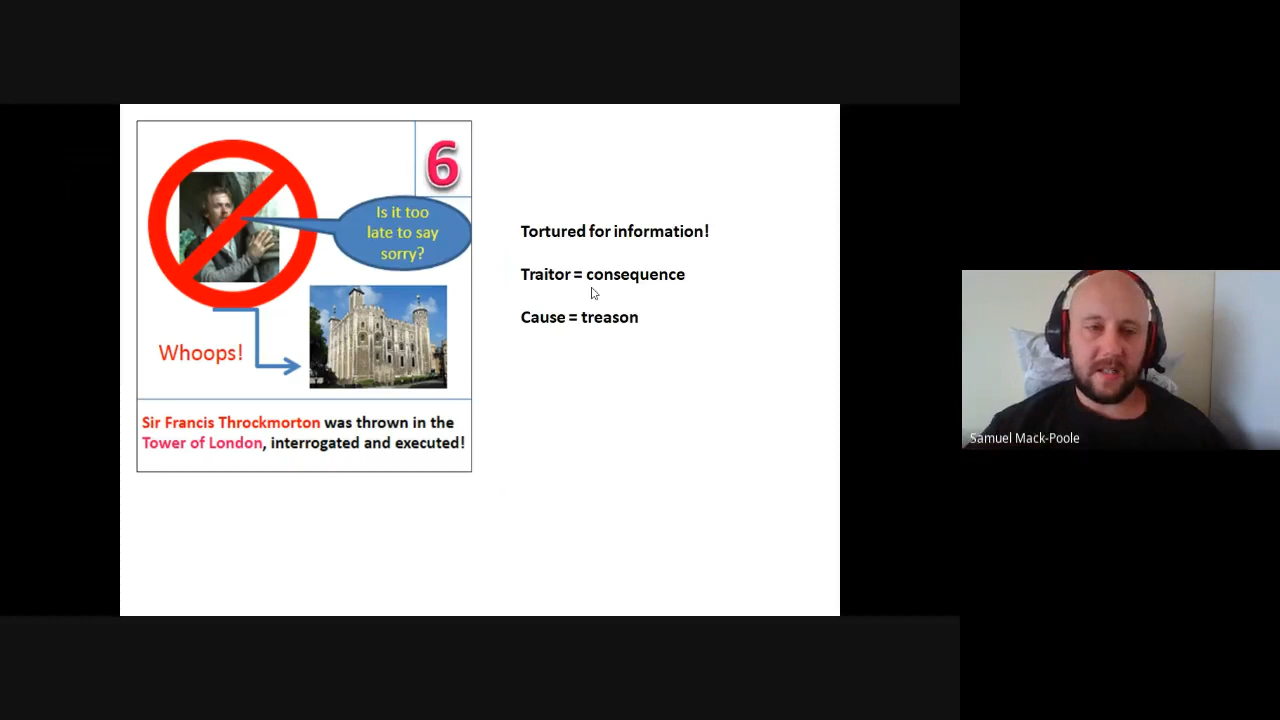 6
Is it too
late to say
sorry?
Whoops!
Sir Francis Throckmorton was thrown in the
Tower of London, interrogated and executed!
Tortured for information!
Traitor = consequence
Cause = treason
Samuel Mack-Poole